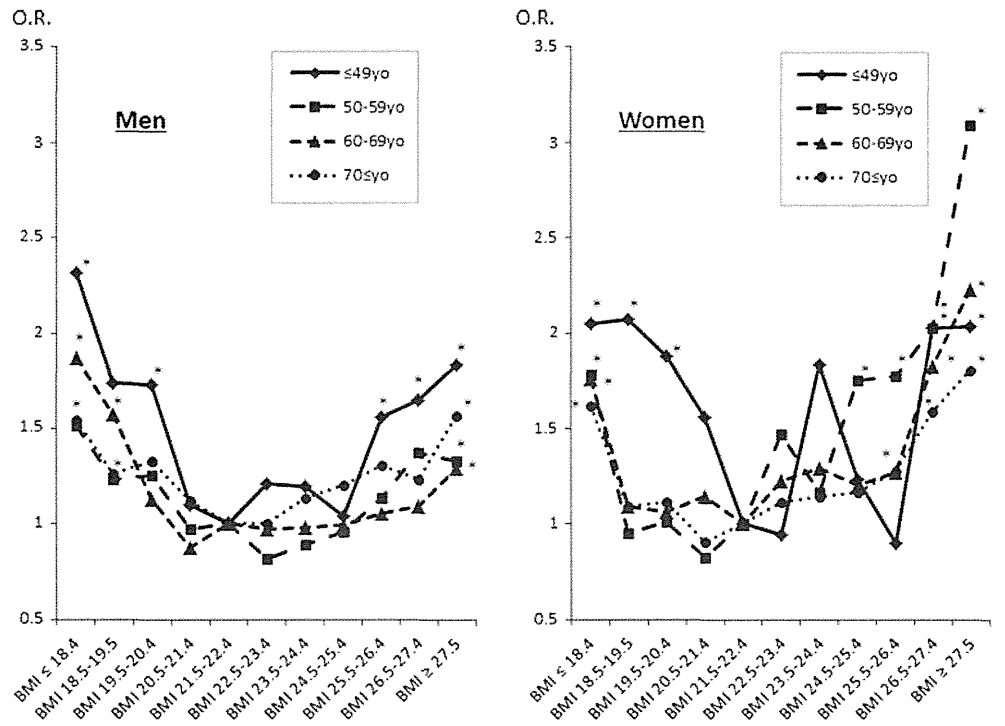 O.R.
3.5
3
2.5
2
1.5
1
0.5
Men
≤49yo
50-59yo
60-69yo
70≤yo
BMI ≤ 18.4
BMI 18.5-19.5
BMI 19.5-20.4
BMI 20.5-21.4
BMI 21.5-22.4
BMI 22.5-23.4
BMI 23.5-24.4
BMI 24.5-25.4
BMI 25.5-26.4
BMI 26.5-27.4
BMI ≥ 27.5
O.R.
3.5
3
2.5
2
1.5
1
0.5
Women
≤49yo
50-59yo
60-69yo
70≤yo
BMI ≤ 18.4
BMI 18.5-19.5
BMI 19.5-20.4
BMI 20.5-21.4
BMI 21.5-22.4
BMI 22.5-23.4
BMI 23.5-24.4
BMI 24.5-25.4
BMI 25.5-26.4
BMI 26.5-27.4
BMI ≥ 27.5